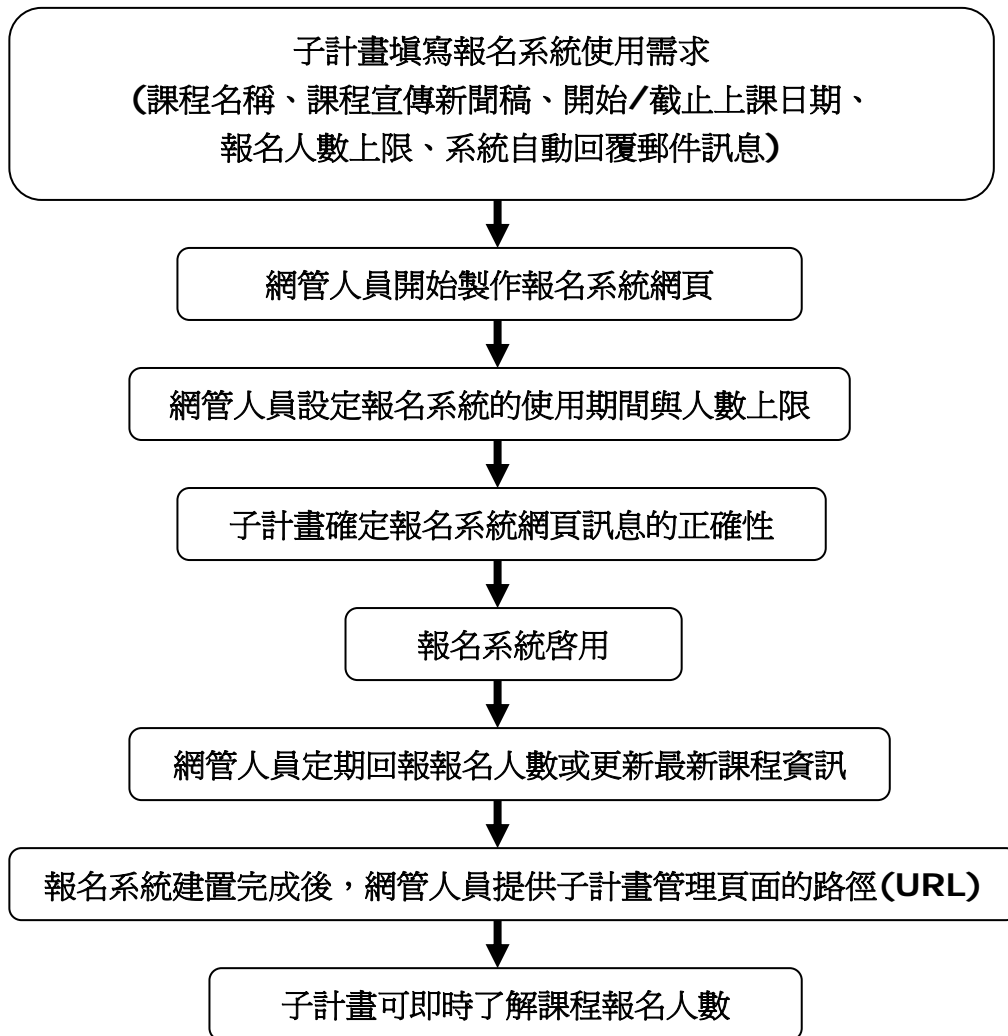 子計畫填寫報名系統使用需求
(課程名稱、課程宣傳新聞稿、開始/截止上課日期、
報名人數上限、系統自動回覆郵件訊息)
網管人員開始製作報名系統網頁
網管人員設定報名系統的使用期間與人數上限
子計畫確定報名系統網頁訊息的正確性
報名系統啓用
網管人員定期回報報名人數或更新最新課程資訊
報名系統建置完成後，網管人員提供子計畫管理頁面的路徑(URL)
子計畫可即時了解課程報名人數